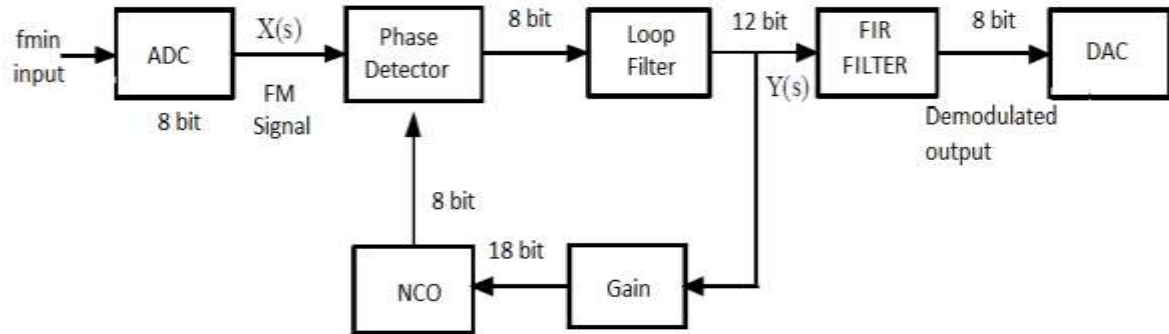 fmin
input
ADC
8 bit
X(s)
FM
Signal
Phase
Detector
8 bit
Loop
Filter
12 bit
Y(s)
FIR
FILTER
8 bit
Demodulated
output
DAC
8 bit
NCO
18 bit
Gain